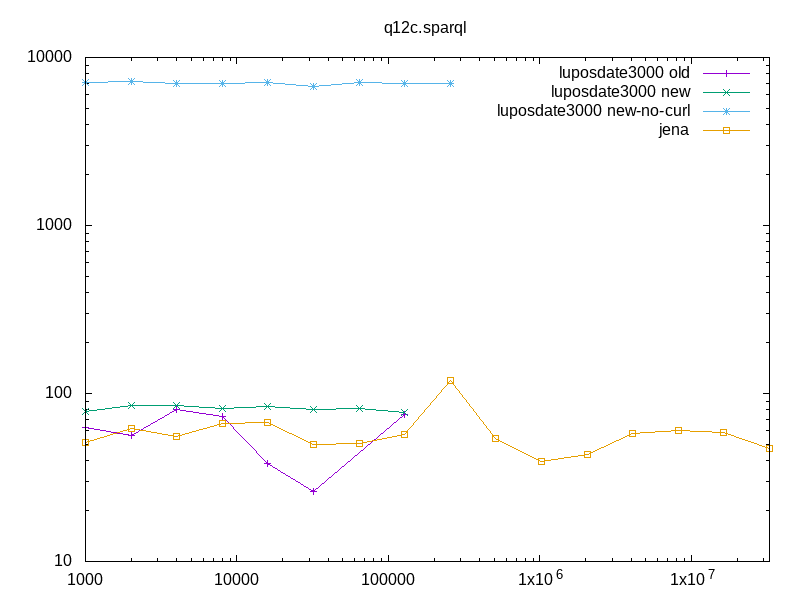 q12c.sparql
10000
1000
100
10
1000 10000 100000 1x10^6 1x10^7
luposdate3000 old
luposdate3000 new
luposdate3000 new-no-curl
jena